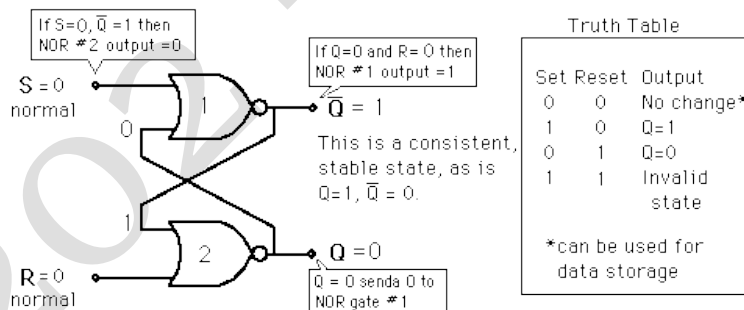 If S=0, Q̅ =1 then
NOR #2 output =0
S = 0
normal
0
1
If Q=0 and R= 0 then
NOR #1 output =1
Q̅ = 1
This is a consistent,
stable state, as is
Q=1, Q̅ = 0.
1
2
Q =0
R = 0
normal
Q = 0 senda 0 to
NOR gate #1
Truth Table
Set Reset Output
0 0 No change*
1 0 Q=1
0 1 Q=0
1 1 Invalid
state
*can be used for
data storage